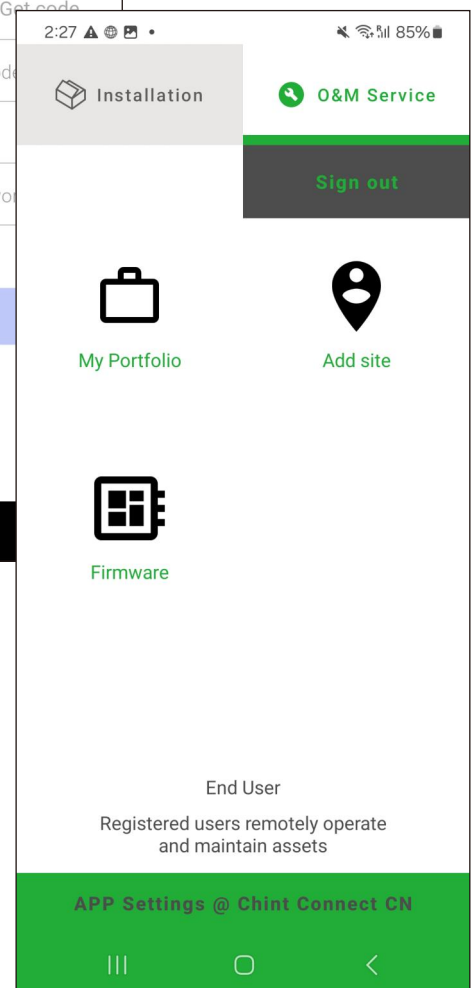 Get code
2:27
85%
Installation
O&M Service
Sign out
My Portfolio
Add site
Firmware
End User
Registered users remotely operate
and maintain assets
APP Settings @ Chint Connect CN